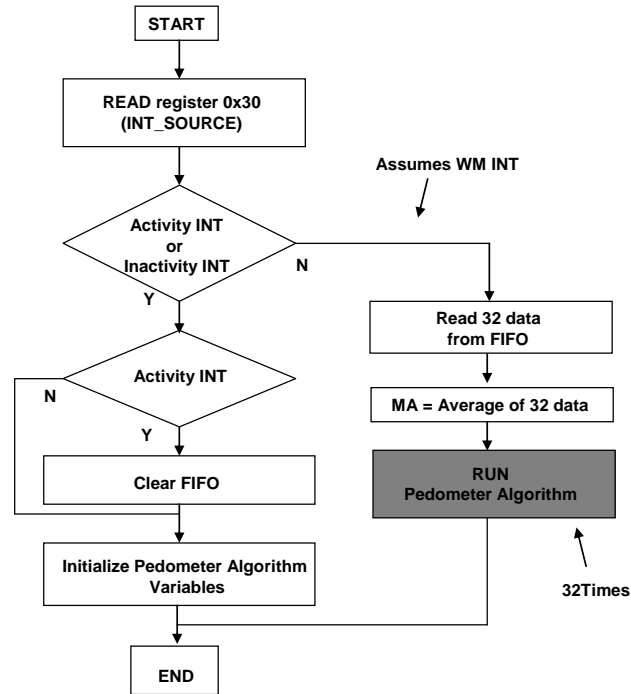 START
READ register 0x30
(INT_SOURCE)
Assumes WM INT
Activity INT
or
Inactivity INT
N
Y
Read 32 data
from FIFO
Activity INT
N
MA = Average of 32 data
Y
RUN
Pedometer Algorithm
Clear FIFO
Initialize Pedometer Algorithm
Variables
32Times
END